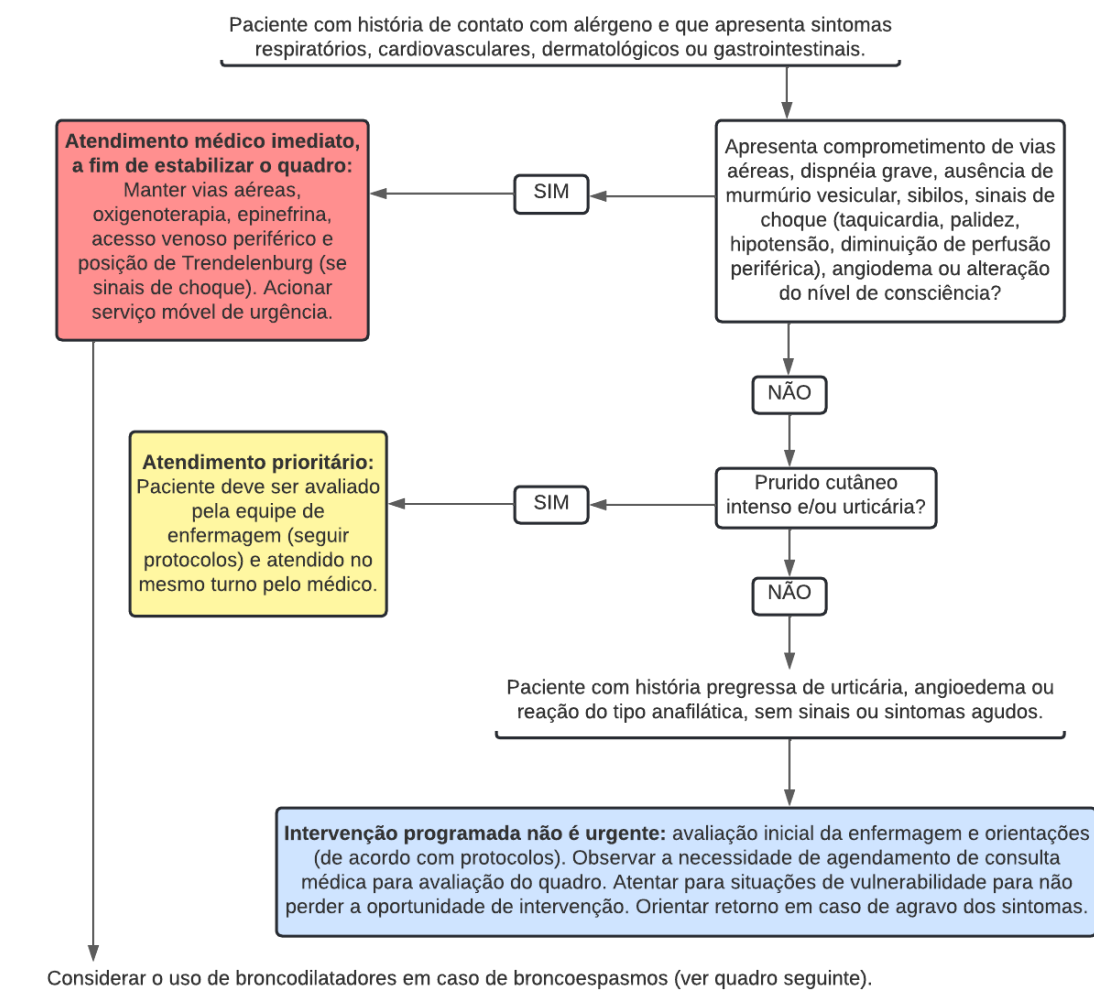 Paciente com história de contato com alérgeno e que apresenta sintomas
respiratórios, cardiovasculares, dermatológicos ou gastrointestinais.
Apresenta comprometimento de vias
aéreas, dispnéia grave, ausência de
murmúrio vesicular, sibilos, sinais de
choque (taquicardia, palidez,
hipotensão, diminuição de perfusão
periférica), angiodema ou alteração
do nível de consciência?
SIM
Atendimento médico imediato,
a fim de estabilizar o quadro:
Manter vias aéreas,
oxigenoterapia, epinefrina,
acesso venoso periférico e
posição de Trendelenburg (se
sinais de choque). Acionar
serviço móvel de urgência.
NÃO
Prurido cutâneo
intenso e/ou urticária?
SIM
Atendimento prioritário:
Paciente deve ser avaliado
pela equipe de
enfermagem (seguir
protocolos) e atendido no
mesmo turno pelo médico.
NÃO
Paciente com história pregressa de urticária, angioedema ou
reação do tipo anafilática, sem sinais ou sintomas agudos.
Intervenção programada não é urgente: avaliação inicial da enfermagem e orientações
(de acordo com protocolos). Observar a necessidade de agendamento de consulta
médica para avaliação do quadro. Atentar para situações de vulnerabilidade para não
perder a oportunidade de intervenção. Orientar retorno em caso de agravo dos sintomas.
Considerar o uso de broncodilatadores em caso de broncoespasmos (ver quadro seguinte).